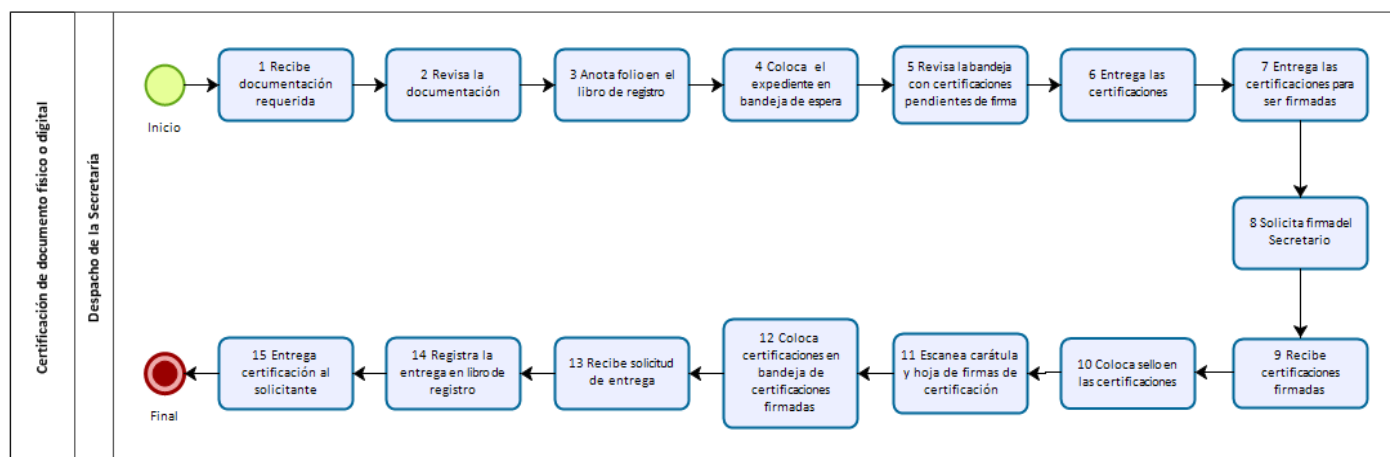 Certificación de documento físico o digital
Despacho de la Secretaría
Inicio
1 Recibe
documentación
requerida
2 Revisa la
documentación
3 Anota folio en el
libro de registro
4 Coloca el
expediente en
bandeja de espera
5 Revisa la bandeja
con certificaciones
pendientes de firma
6 Entrega las
certificaciones
7 Entrega las
certificaciones para
ser firmadas
8 Solicita firma del
Secretario
9 Recibe
certificaciones
firmadas
10 Coloca sello en
las certificaciones
11 Escanea carátula
y hoja de firmas de
certificación
12 Coloca
certificaciones en
bandeja de
certificaciones
firmadas
13 Recibe solicitud
de entrega
14 Registra la
entrega en libro de
registro
15 Entrega
certificación al
solicitante
Final